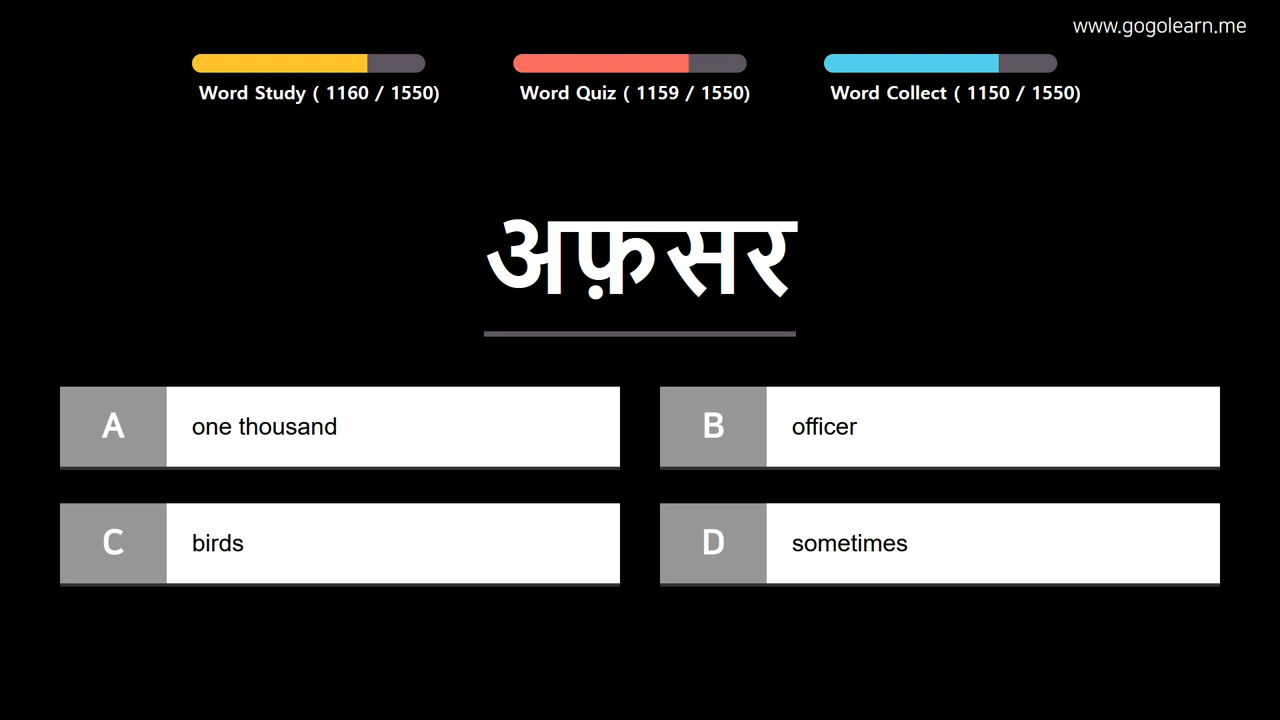 www.gogolearn.me
Word Study ( 1160 / 1550)
Word Quiz ( 1159 / 1550)
Word Collect ( 1150 / 1550)
अफ़सर
A one thousand
B officer
C birds
D sometimes